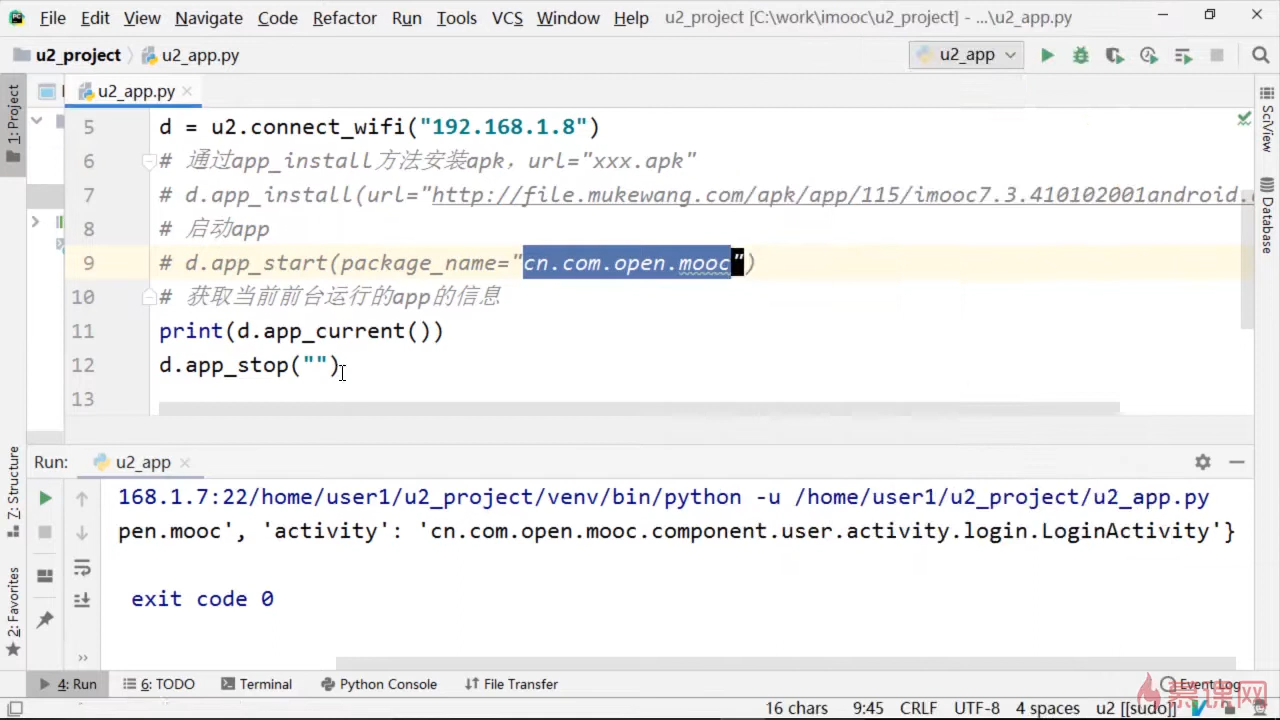 File Edit View Navigate Code Refactor Run Tools VCS Window Help u2_project [C:\work\imooc\u2_project] - ...\u2_app.py
u2_project u2_app.py u2_app
1: Project
u2_app.py
SciView
Database
5 d = u2.connect_wifi("192.168.1.8")
6 # 通过app_install方法安装apk，url="xxx.apk"
7 # d.app_install(url="http://file.mukewang.com/apk/app/115/imooc7.3.410102001android.
8 # 启动app
9 # d.app_start(package_name="cn.com.open.mooc")
10 # 获取当前前台运行的app的信息
11 print(d.app_current())
12 d.app_stop("")
13
Z: Structure
2: Favorites
Run: u2_app
168.1.7:22/home/user1/u2_project/venv/bin/python -u /home/user1/u2_project/u2_app.py
pen.mooc', 'activity': 'cn.com.open.mooc.component.user.activity.login.LoginActivity'}
exit code 0
4: Run 6: TODO Terminal Python Console File Transfer Event Log
16 chars 9:45 CRLF UTF-8 4 spaces u2 [[sudo]]
慕课网